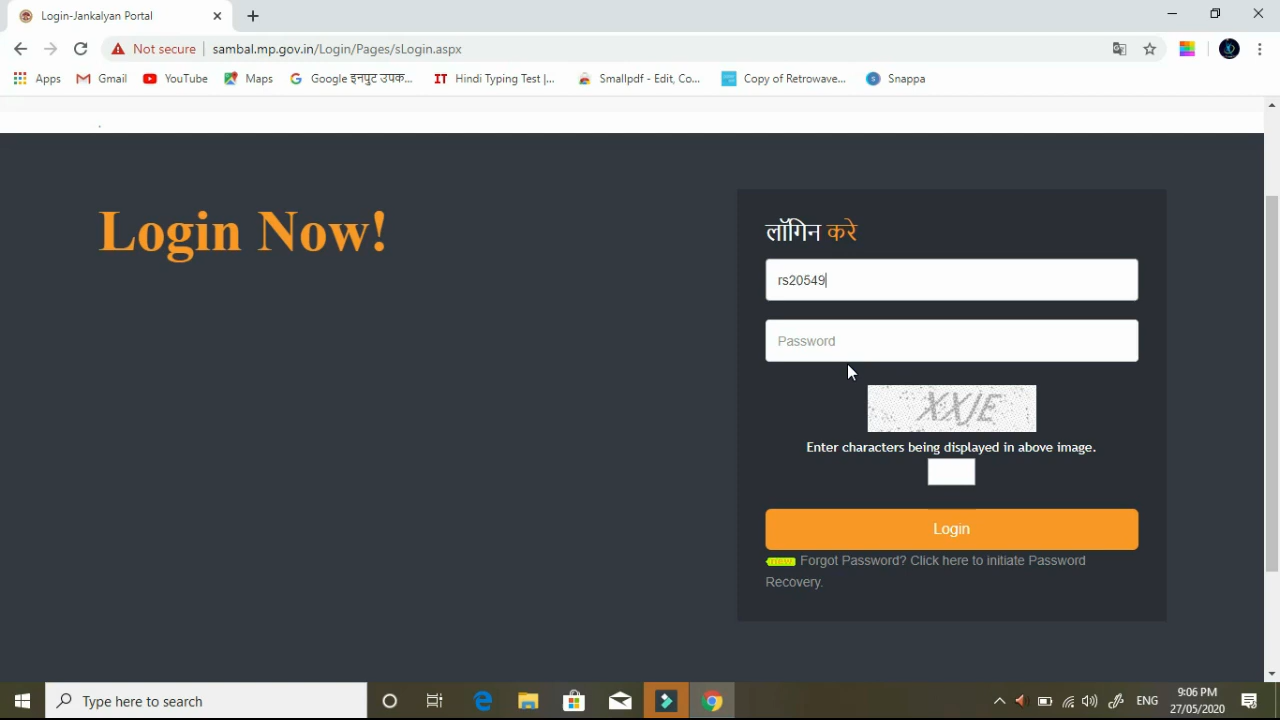 Login-Jankalyan Portal
Not secure sambal.mp.gov.in/Login/Pages/sLogin.aspx
Apps Gmail YouTube Maps Google इनपुट उपक... IT Hindi Typing Test |... Smallpdf - Edit, Co... Copy of Retrowave... S Snappa
Login Now!
लॉगिन करे
rs20549
Password
XXJE
Enter characters being displayed in above image.
Login
new Forgot Password? Click here to initiate Password
Recovery.
Type here to search
ENG
9:06 PM
27/05/2020